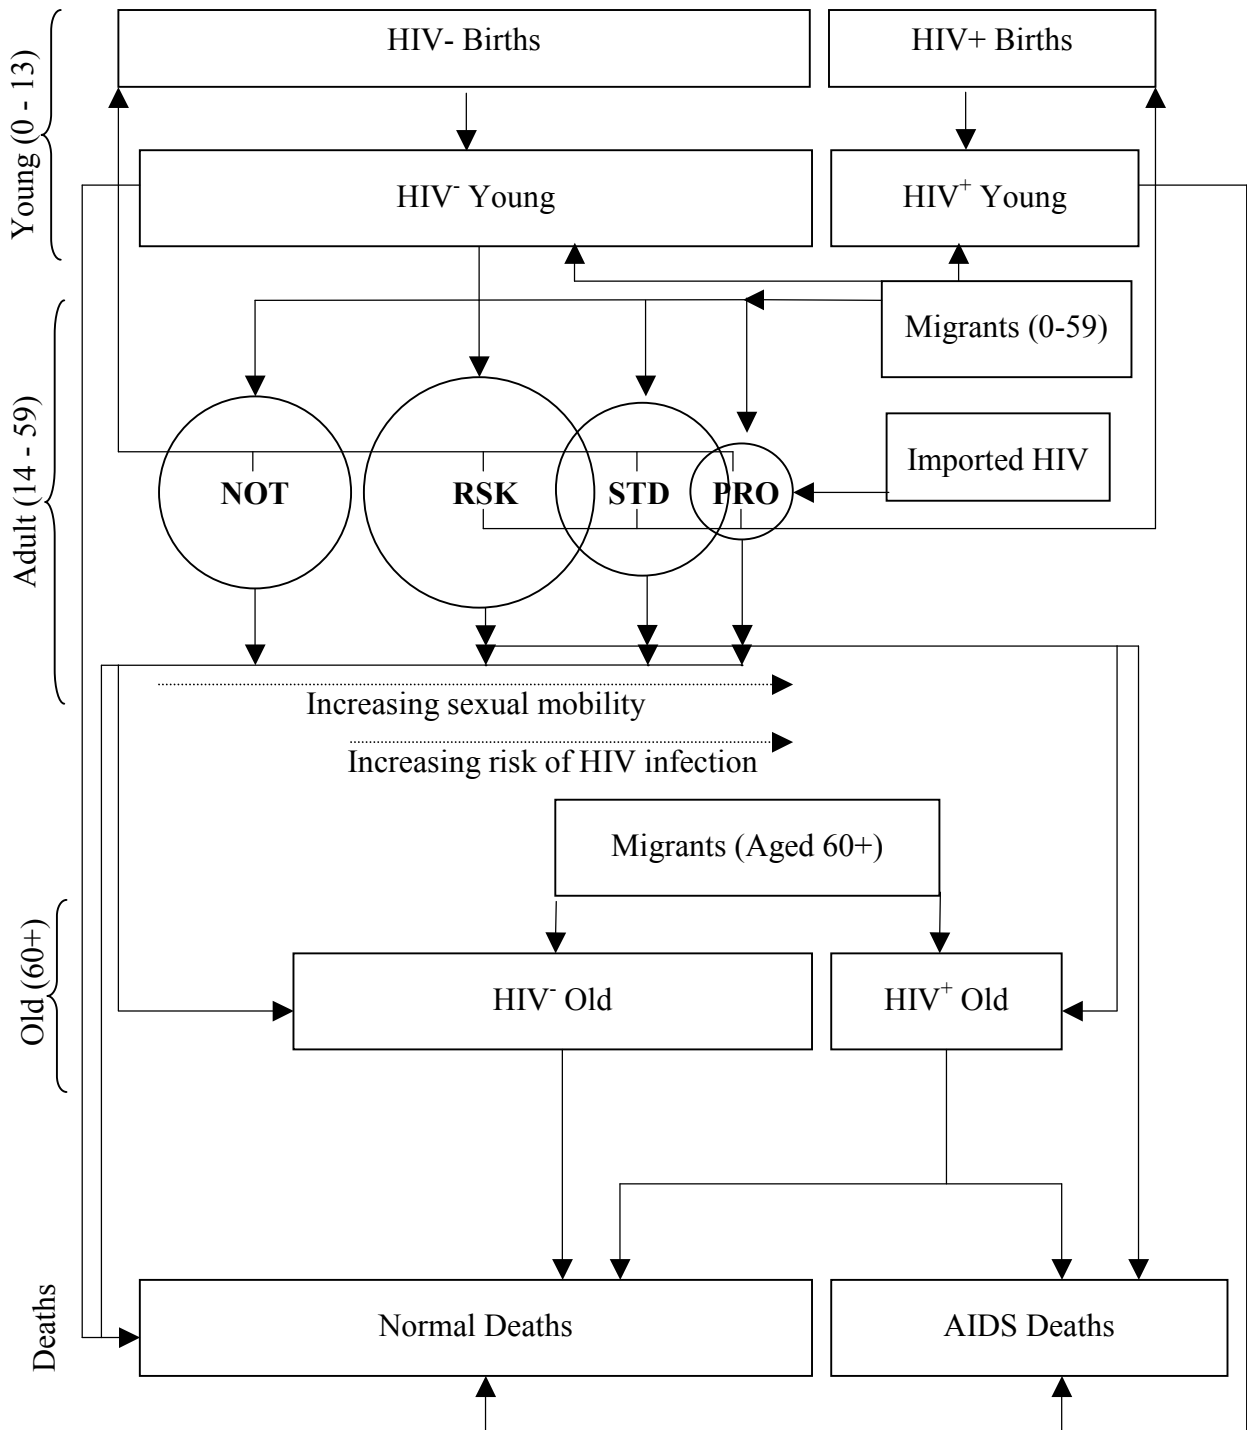 HIV- Births
HIV+ Births
Young (0 - 13)
HIV⁻ Young
HIV⁺ Young
Migrants (0-59)
Adult (14 - 59)
Imported HIV
NOT
RSK
STD
PRO
Increasing sexual mobility
Increasing risk of HIV infection
Migrants (Aged 60+)
Old (60+)
HIV⁻ Old
HIV⁺ Old
Deaths
Normal Deaths
AIDS Deaths